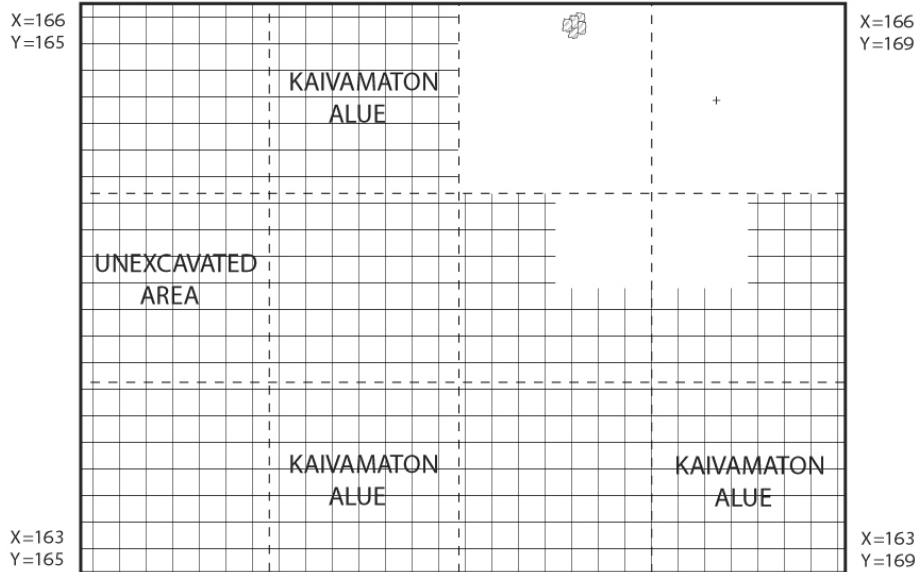 X=166
Y=165
X=166
Y=169
KAIVAMATON
ALUE
UNEXCAVATED
AREA
KAIVAMATON
ALUE
KAIVAMATON
ALUE
X=163
Y=165
X=163
Y=169